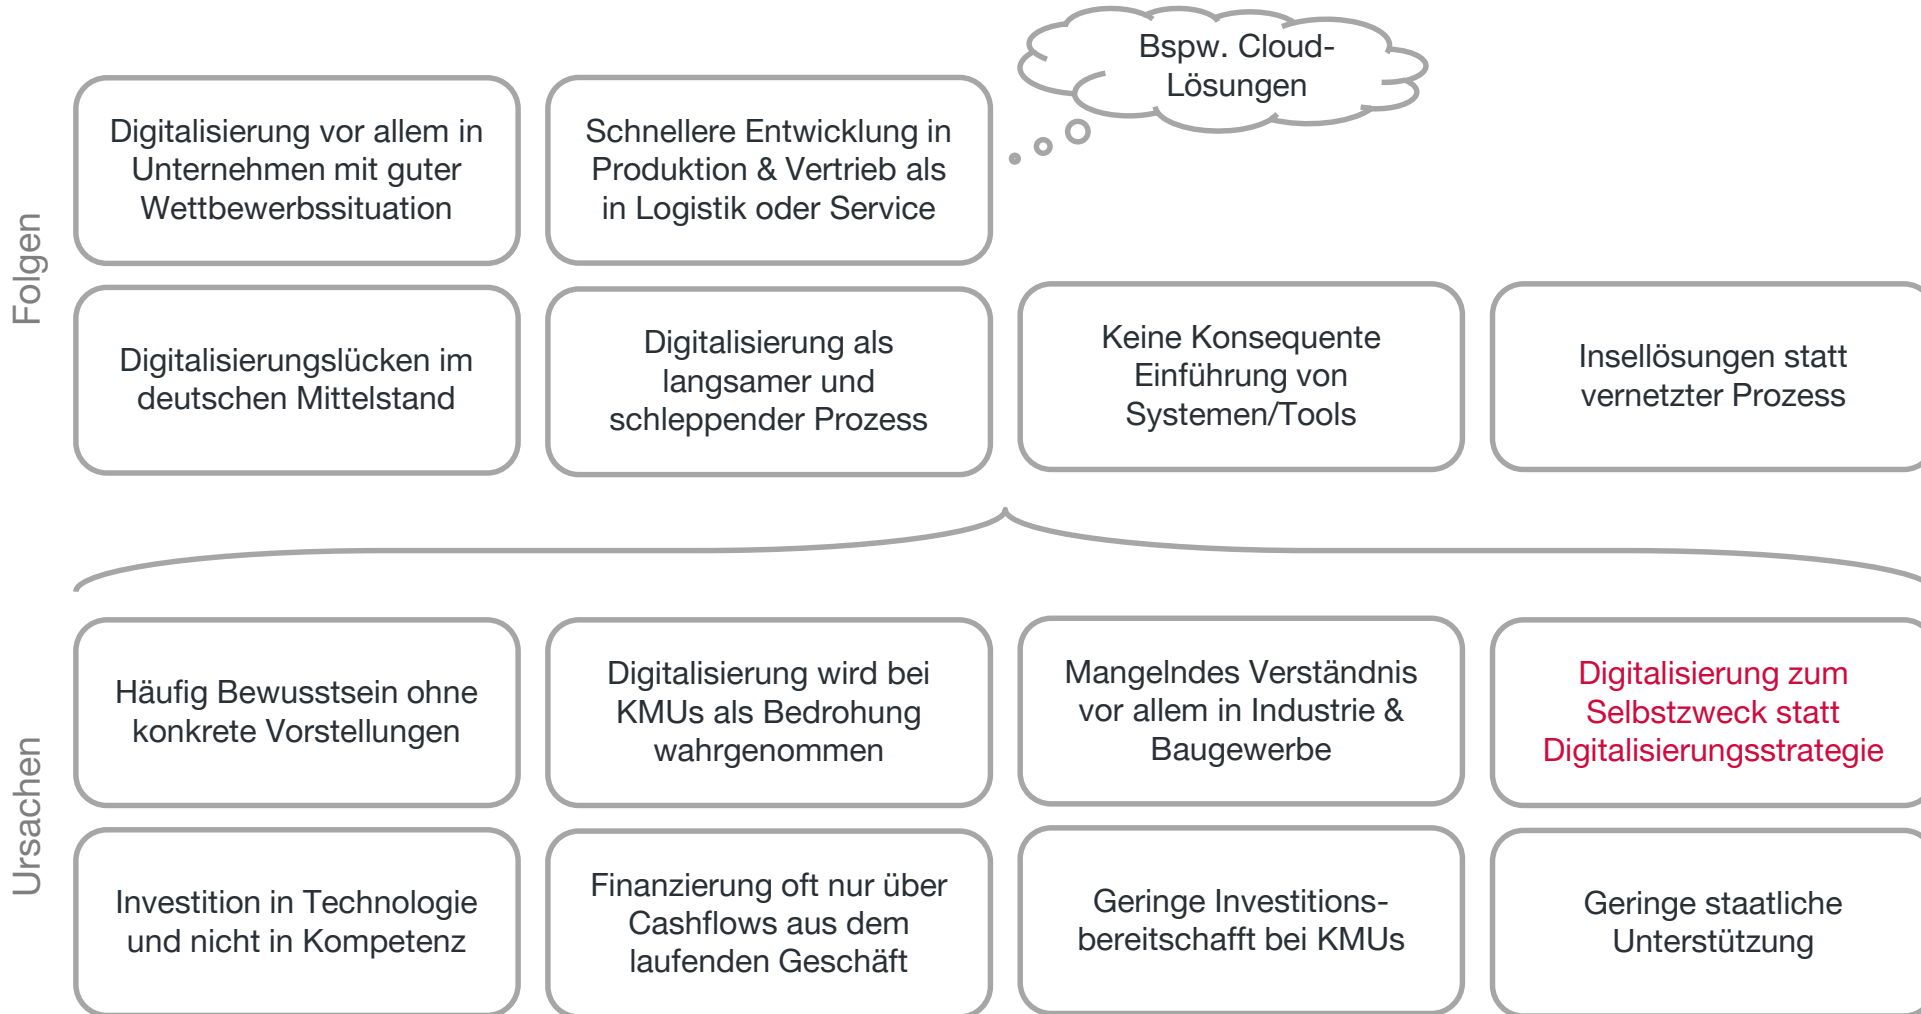 Bspw. Cloud-
Lösungen
Folgen
Digitalisierung vor allem in
Unternehmen mit guter
Wettbewerbssituation
Schnellere Entwicklung in
Produktion & Vertrieb als
in Logistik oder Service
Digitalisierungslücken im
deutschen Mittelstand
Digitalisierung als
langsamer und
schleppender Prozess
Keine Konsequente
Einführung von
Systemen/Tools
Insellösungen statt
vernetzter Prozess
Ursachen
Häufig Bewusstsein ohne
konkrete Vorstellungen
Digitalisierung wird bei
KMUs als Bedrohung
wahrgenommen
Mangelndes Verständnis
vor allem in Industrie &
Baugewerbe
Digitalisierung zum
Selbstzweck statt
Digitalisierungsstrategie
Investition in Technologie
und nicht in Kompetenz
Finanzierung oft nur über
Cashflows aus dem
laufenden Geschäft
Geringe Investitions-
bereitschafft bei KMUs
Geringe staatliche
Unterstützung